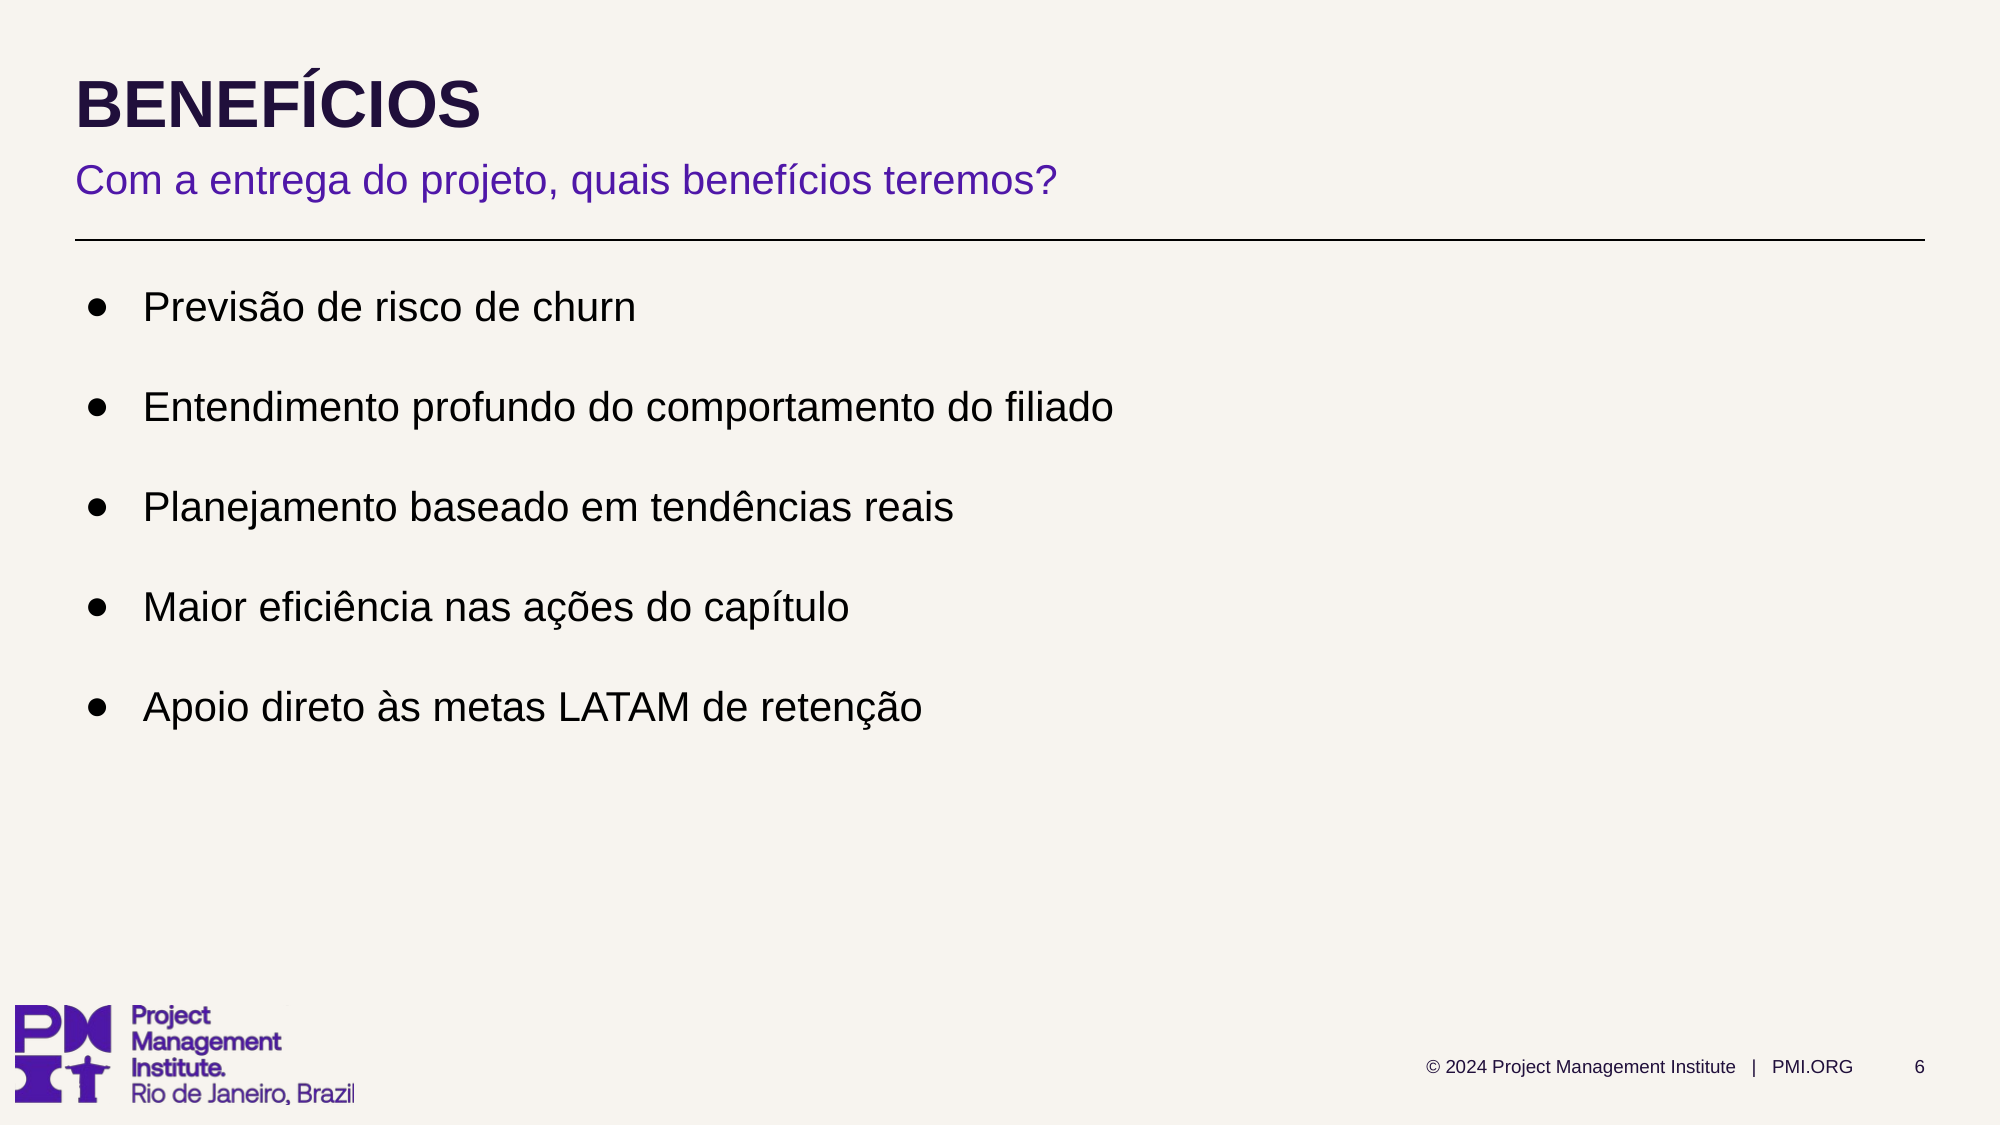 BENEFÍCIOS
Com a entrega do projeto, quais benefícios teremos?
● Previsão de risco de churn
● Entendimento profundo do comportamento do filiado
● Planejamento baseado em tendências reais
● Maior eficiência nas ações do capítulo
● Apoio direto às metas LATAM de retenção
Project
Management
Institute.
Rio de Janeiro, Brazil
© 2024 Project Management Institute | PMI.ORG 6